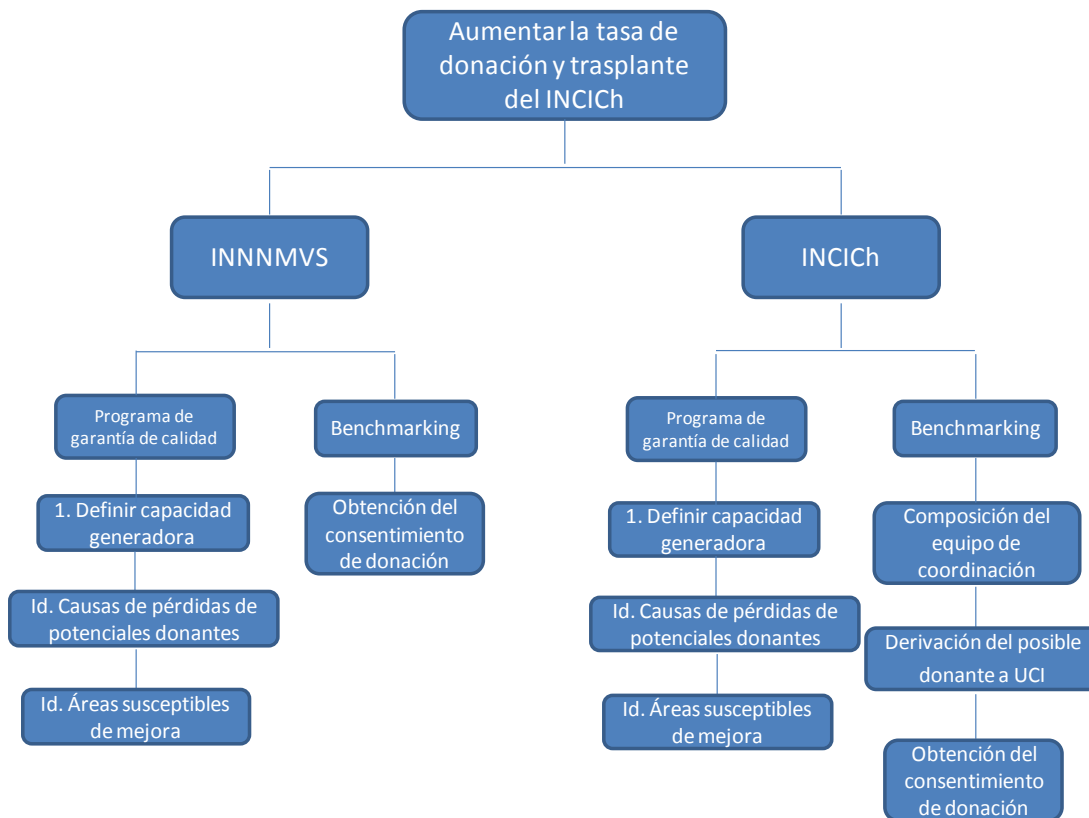 Aumentar la tasa de
donación y trasplante
del INCICh
INNNMVS
INCICh
Programa de
garantía de calidad
Benchmarking
1. Definir capacidad
generadora
Obtención del
consentimiento
de donación
Id. Causas de pérdidas de
potenciales donantes
Id. Áreas susceptibles
de mejora
Programa de
garantía de calidad
Benchmarking
1. Definir capacidad
generadora
Composición del
equipo de
coordinación
Id. Causas de pérdidas de
potenciales donantes
Derivación del posible
donante a UCI
Id. Áreas susceptibles
de mejora
Obtención del
consentimiento
de donación